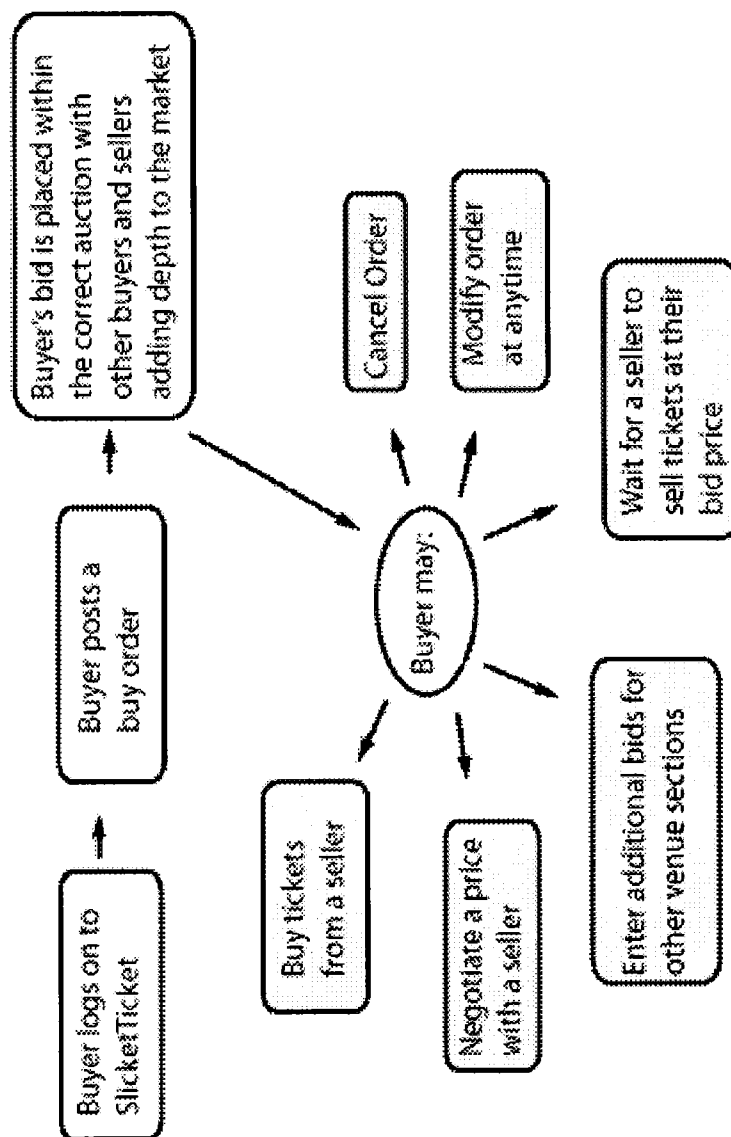 Buyer logs on to
SlicketTicket
Buyer posts a
buy order
Buyer's bid is placed within
the correct auction with
other buyers and sellers
adding depth to the market
Buyer may:
Buy tickets
from a seller
Cancel Order
Negotiate a price
with a seller
Modify order
at anytime
Enter additional bids for
other venue sections
Wait for a seller to
sell tickets at their
bid price